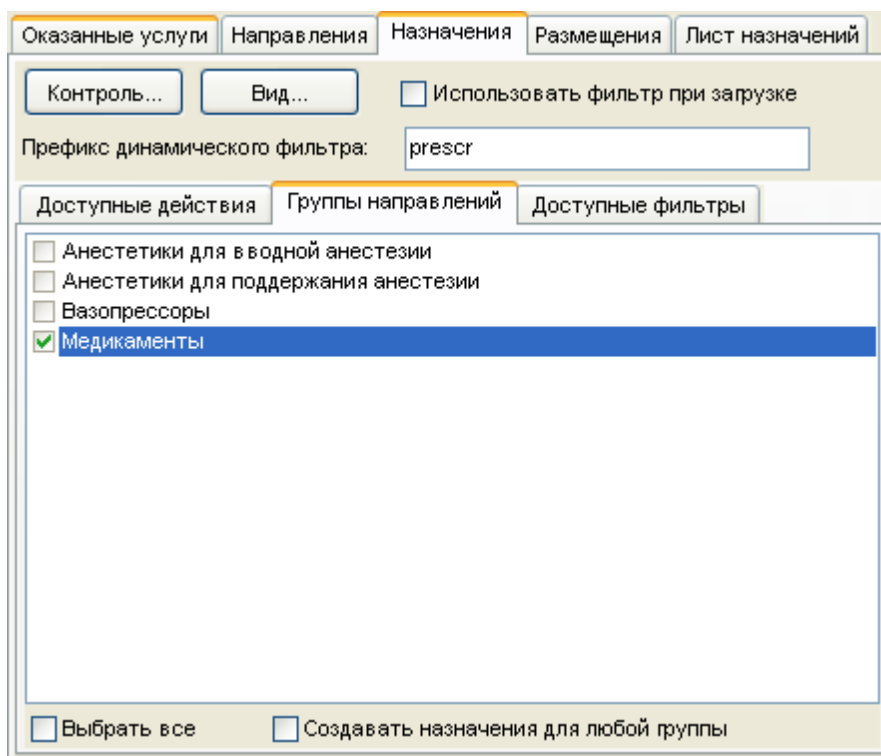 Оказанные услуги Направления Назначения Размещения Лист назначений
Контроль... Вид... Использовать фильтр при загрузке
Префикс динамического фильтра: prescr
Доступные действия Группы направлений Доступные фильтры
Анестетики для вводной анестезии
Анестетики для поддержания анестезии
Вазопрессоры
Медикаменты
Выбрать все Создавать назначения для любой группы